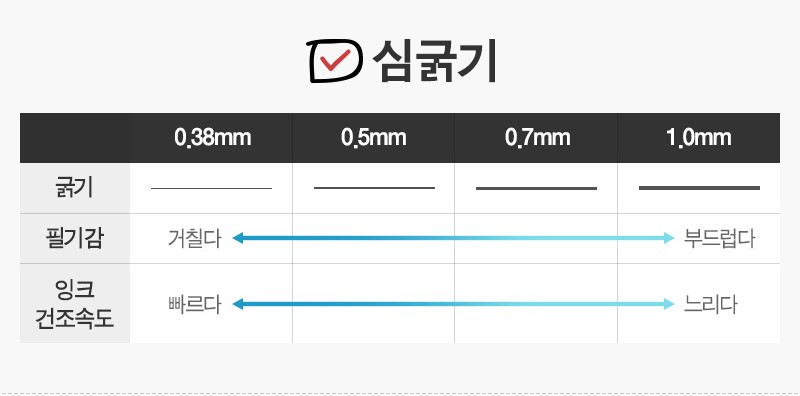 심굵기
0.38mm 0.5mm 0.7mm 1.0mm
굵기
필기감 거칠다 부드럽다
잉크
건조속도 빠르다 느리다